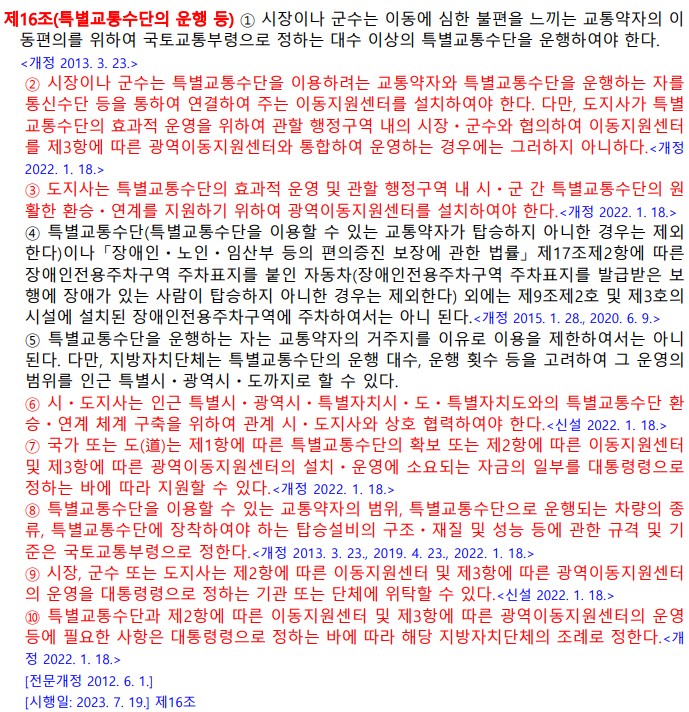 제16조(특별교통수단의 운행 등) ① 시장이나 군수는 이동에 심한 불편을 느끼는 교통약자의 이
동편의를 위하여 국토교통부령으로 정하는 대수 이상의 특별교통수단을 운행하여야 한다.
<개정 2013. 3. 23.>
② 시장이나 군수는 특별교통수단을 이용하려는 교통약자와 특별교통수단을 운행하는 자를
통신수단 등을 통하여 연결하여 주는 이동지원센터를 설치하여야 한다. 다만, 도지사가 특별
교통수단의 효과적 운영을 위하여 관할 행정구역 내의 시장ㆍ군수와 협의하여 이동지원센터
를 제3항에 따른 광역이동지원센터와 통합하여 운영하는 경우에는 그러하지 아니하다.<개정
2022. 1. 18.>
③ 도지사는 특별교통수단의 효과적 운영 및 관할 행정구역 내 시ㆍ군 간 특별교통수단의 원
활한 환승ㆍ연계를 지원하기 위하여 광역이동지원센터를 설치하여야 한다.<개정 2022. 1. 18.>
④ 특별교통수단(특별교통수단을 이용할 수 있는 교통약자가 탑승하지 아니한 경우는 제외
한다)이나 「장애인ㆍ노인ㆍ임산부 등의 편의증진 보장에 관한 법률」 제17조제2항에 따른
장애인전용주차구역 주차표지를 붙인 자동차(장애인전용주차구역 주차표지를 발급받은 보
행에 장애가 있는 사람이 탑승하지 아니한 경우는 제외한다) 외에는 제9조제2호 및 제3호의
시설에 설치된 장애인전용주차구역에 주차하여서는 아니 된다.<개정 2015. 1. 28., 2020. 6. 9.>
⑤ 특별교통수단을 운행하는 자는 교통약자의 거주지를 이유로 이용을 제한하여서는 아니
된다. 다만, 지방자치단체는 특별교통수단의 운행 대수, 운행 횟수 등을 고려하여 그 운영의
범위를 인근 특별시ㆍ광역시ㆍ도까지로 할 수 있다.
⑥ 시ㆍ도지사는 인근 특별시ㆍ광역시ㆍ특별자치시ㆍ도ㆍ특별자치도와의 특별교통수단 환
승ㆍ연계 체계 구축을 위하여 관계 시ㆍ도지사와 상호 협력하여야 한다.<신설 2022. 1. 18.>
⑦ 국가 또는 도(道)는 제1항에 따른 특별교통수단의 확보 또는 제2항에 따른 이동지원센터
및 제3항에 따른 광역이동지원센터의 설치ㆍ운영에 소요되는 자금의 일부를 대통령령으로
정하는 바에 따라 지원할 수 있다.<개정 2022. 1. 18.>
⑧ 특별교통수단을 이용할 수 있는 교통약자의 범위, 특별교통수단으로 운행되는 차량의 종
류, 특별교통수단에 장착하여야 하는 탑승설비의 구조ㆍ재질 및 성능 등에 관한 규격 및 기
준은 국토교통부령으로 정한다.<개정 2013. 3. 23., 2019. 4. 23., 2022. 1. 18.>
⑨ 시장, 군수 또는 도지사는 제2항에 따른 이동지원센터 및 제3항에 따른 광역이동지원센터
의 운영을 대통령령으로 정하는 기관 또는 단체에 위탁할 수 있다.<신설 2022. 1. 18.>
⑩ 특별교통수단과 제2항에 따른 이동지원센터 및 제3항에 따른 광역이동지원센터의 운영
등에 필요한 사항은 대통령령으로 정하는 바에 따라 해당 지방자치단체의 조례로 정한다.<개
정 2022. 1. 18.>
[전문개정 2012. 6. 1.]
[시행일: 2023. 7. 19.] 제16조